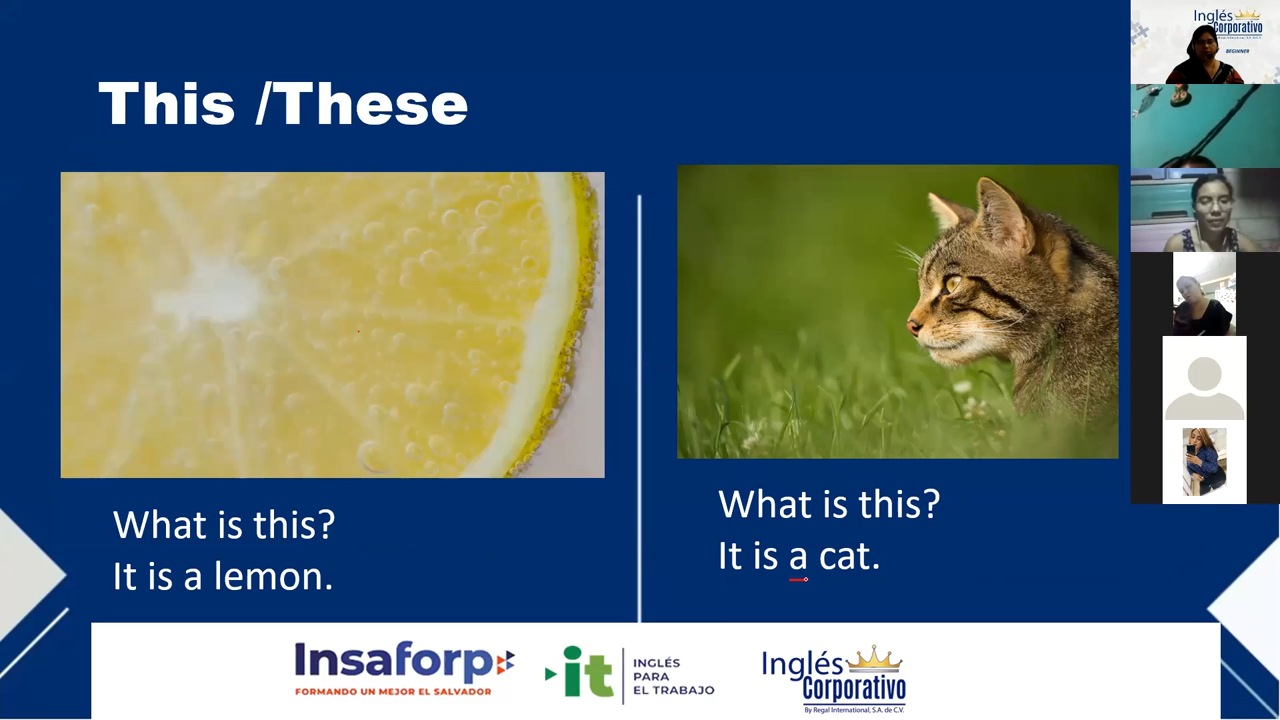 This /These
What is this?
It is a lemon.
What is this?
It is a cat.
Insaforp
FORMANDO UN MEJOR EL SALVADOR
it
INGLÉS
PARA
EL TRABAJO
Inglés
Corporativo
By Regal International, S.A. de C.V.
Inglés
Corporativo
BEGINNER